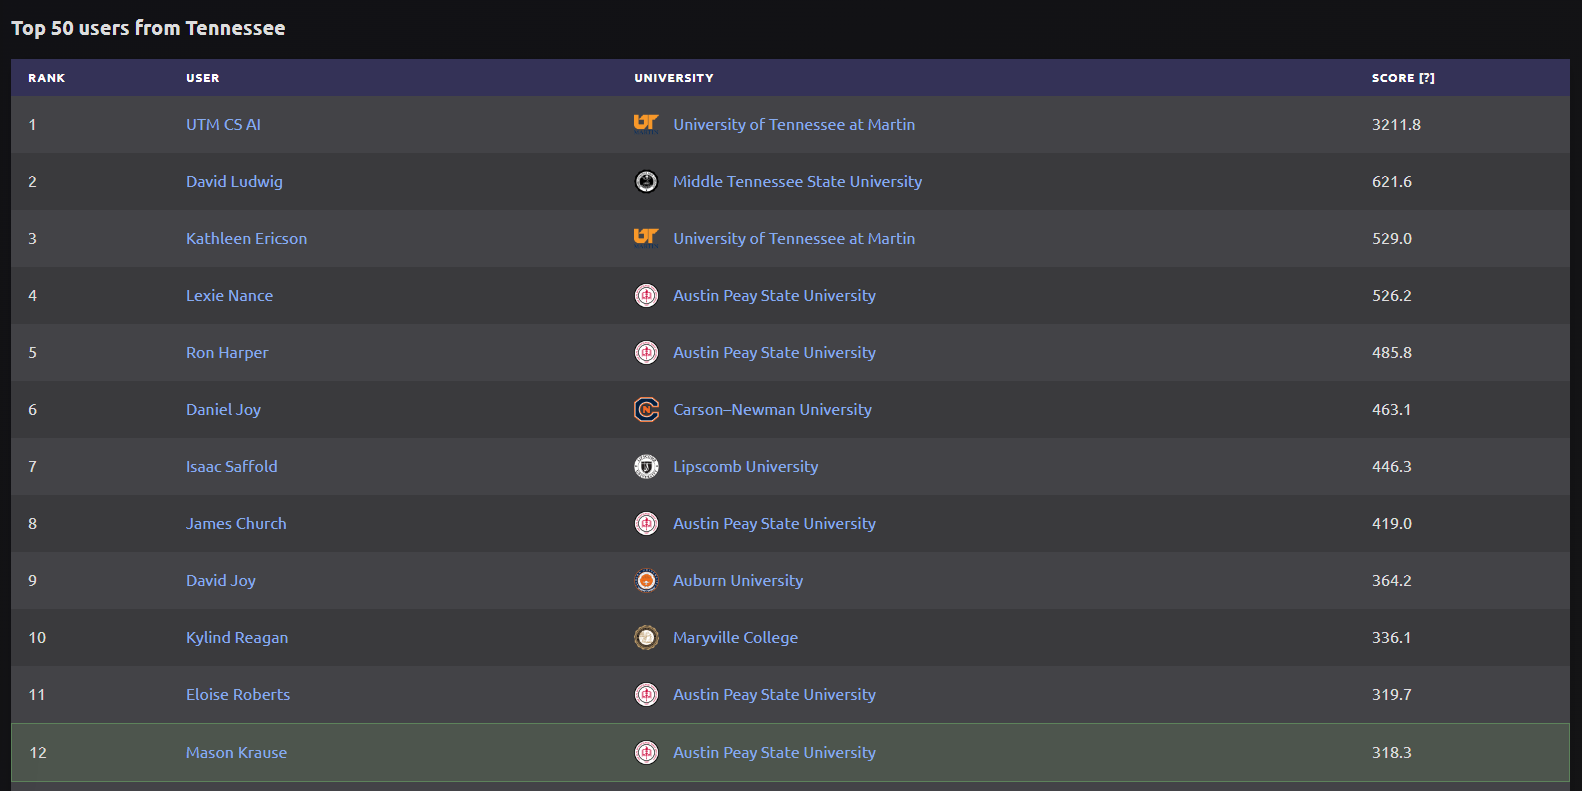 Top 50 users from Tennessee
RANK USER UNIVERSITY SCORE [?]
1 UTM CS AI University of Tennessee at Martin 3211.8
2 David Ludwig Middle Tennessee State University 621.6
3 Kathleen Ericson University of Tennessee at Martin 529.0
4 Lexie Nance Austin Peay State University 526.2
5 Ron Harper Austin Peay State University 485.8
6 Daniel Joy Carson–Newman University 463.1
7 Isaac Saffold Lipscomb University 446.3
8 James Church Austin Peay State University 419.0
9 David Joy Auburn University 364.2
10 Kylind Reagan Maryville College 336.1
11 Eloise Roberts Austin Peay State University 319.7
12 Mason Krause Austin Peay State University 318.3